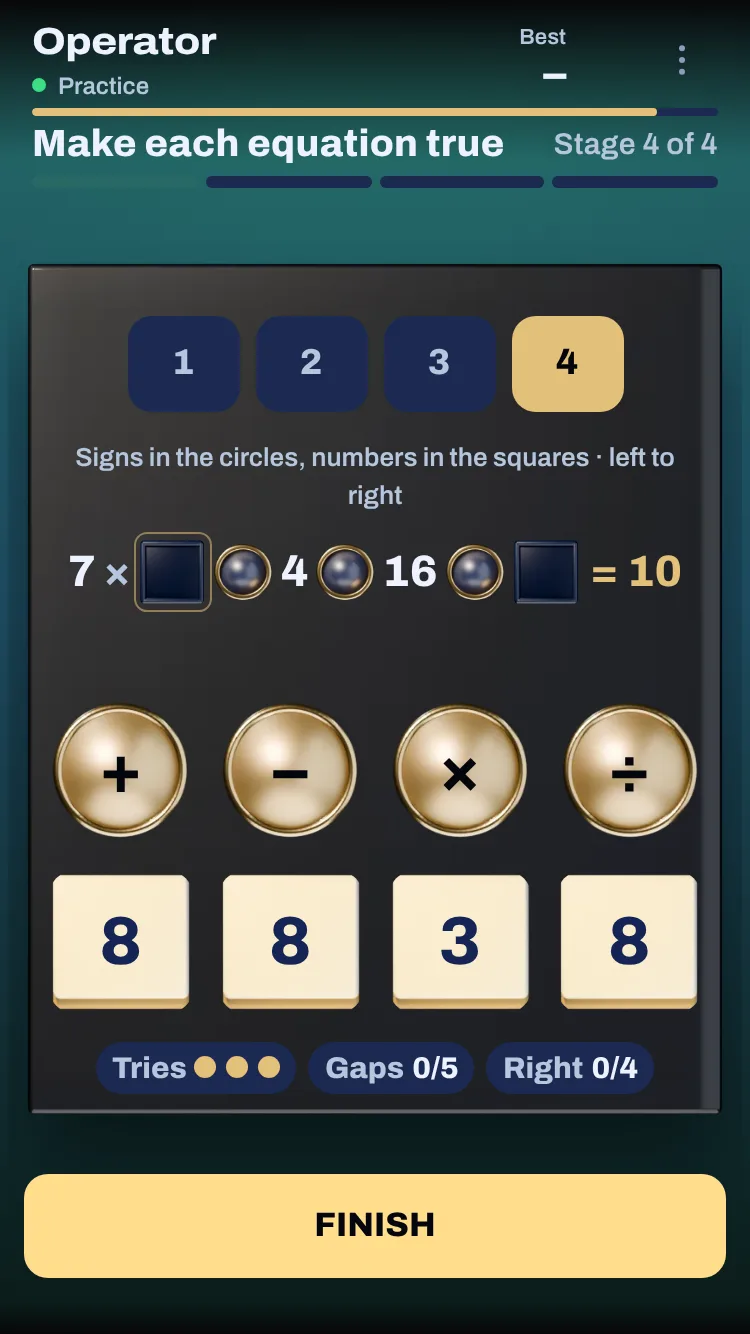 Operator
Best
Practice
–
Make each equation true
Stage 4 of 4
1 2 3 4
Signs in the circles, numbers in the squares · left to
right
7 × 4 16 = 10
+ − × ÷
8 8 3 8
Tries Gaps 0/5 Right 0/4
FINISH